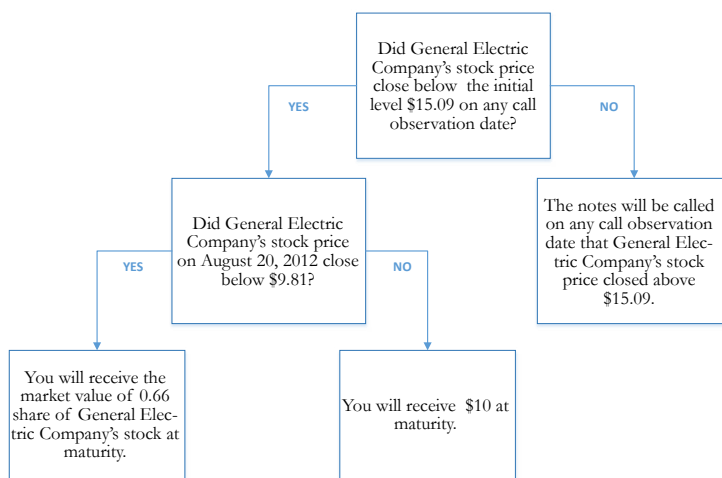 Did General Electric
Company's stock price
close below the initial
level $15.09 on any call
observation date?
YES
NO
Did General Electric
Company's stock price
on August 20, 2012 close
below $9.81?
The notes will be called
on any call observation
date that General Elec-
tric Company's stock
price closed above
$15.09.
YES
NO
You will receive the
market value of 0.66
share of General Elec-
tric Company's stock at
maturity.
You will receive $10 at
maturity.